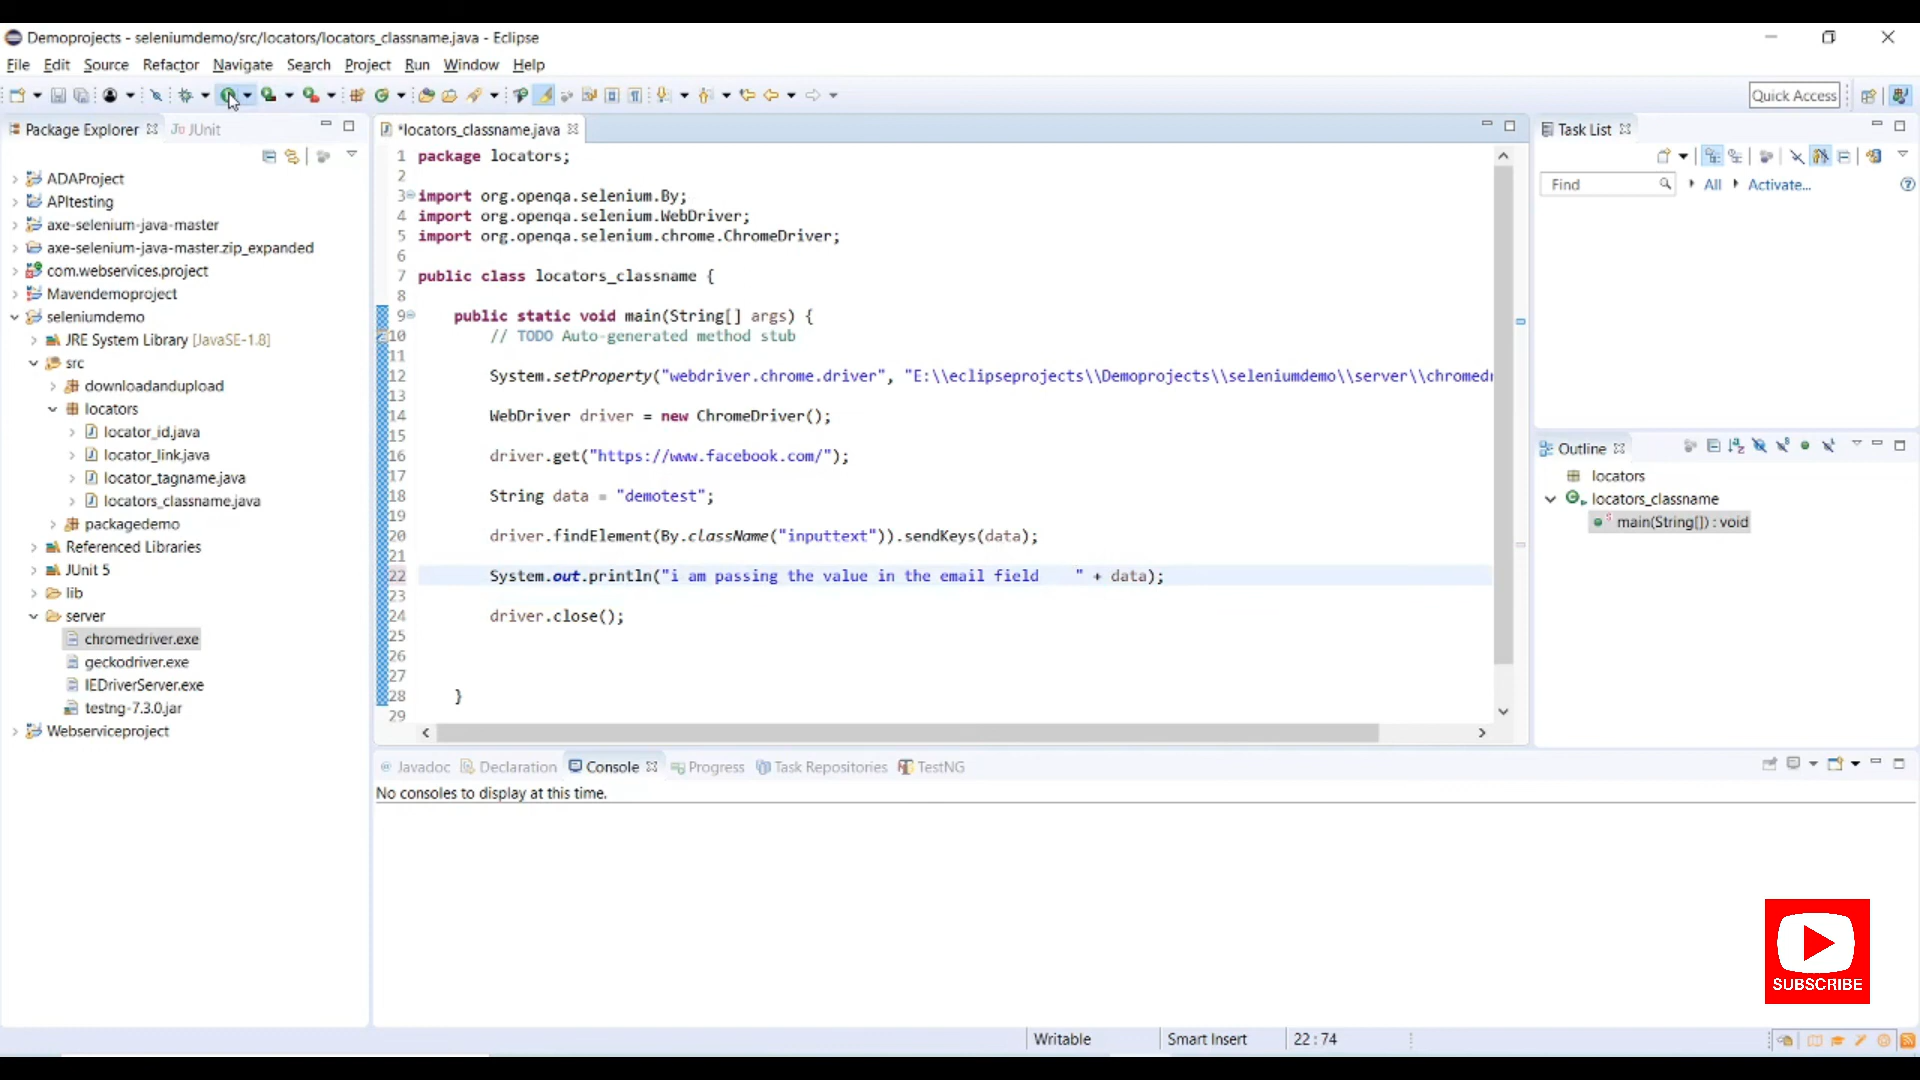 Demoprojects - seleniumdemo/src/locators/locators_classname.java - Eclipse
File Edit Source Refactor Navigate Search Project Run Window Help
Quick Access
Package Explorer
JUnit
ADAProject
APItesting
axe-selenium-java-master
axe-selenium-java-master.zip_expanded
com.webservices.project
Mavendemoproject
seleniumdemo
JRE System Library [JavaSE-1.8]
src
downloadandupload
locators
locator_id.java
locator_link.java
locator_tagname.java
locators_classname.java
packagedemo
Referenced Libraries
JUnit 5
lib
server
chromedriver.exe
geckodriver.exe
IEDriverServer.exe
testng-7.3.0.jar
Webserviceproject
*locators_classname.java
1 package locators;
2
3 import org.openqa.selenium.By;
4 import org.openqa.selenium.WebDriver;
5 import org.openqa.selenium.chrome.ChromeDriver;
6
7 public class locators_classname {
8
9 public static void main(String[] args) {
10 // TODO Auto-generated method stub
11
12 System.setProperty("webdriver.chrome.driver", "E:\\eclipseprojects\\Demoprojects\\seleniumdemo\\server\\chromedr
13
14 WebDriver driver = new ChromeDriver();
15
16 driver.get("https://www.facebook.com/");
17
18 String data = "demotest";
19
20 driver.findElement(By.className("inputtext")).sendKeys(data);
21
22 System.out.println("i am passing the value in the email field    " + data);
23
24 driver.close();
25
26
27
28 }
29
Task List
Find
All
Activate...
Outline
locators
locators_classname
main(String[]) : void
Javadoc Declaration Console Progress Task Repositories TestNG
No consoles to display at this time.
SUBSCRIBE
Writable Smart Insert 22 : 74